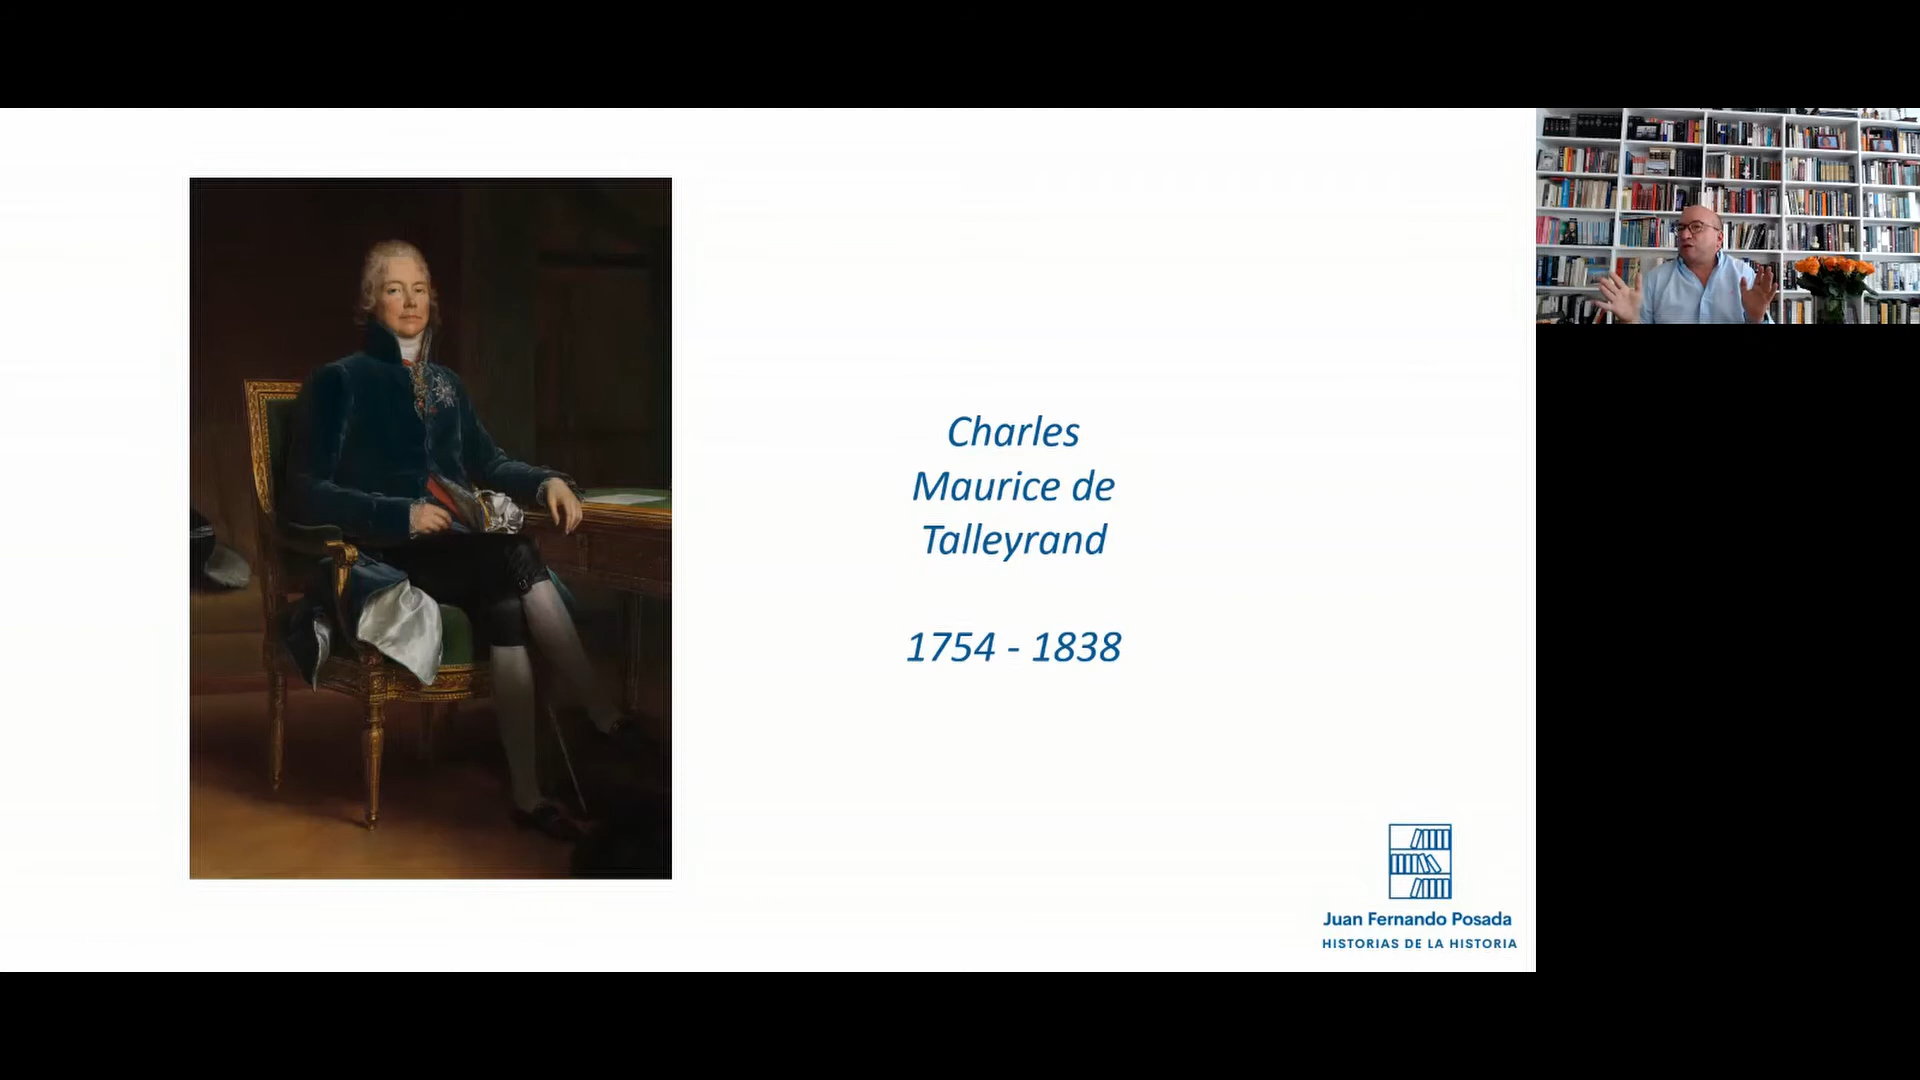 Charles
Maurice de
Talleyrand
1754 - 1838
Juan Fernando Posada
HISTORIAS DE LA HISTORIA